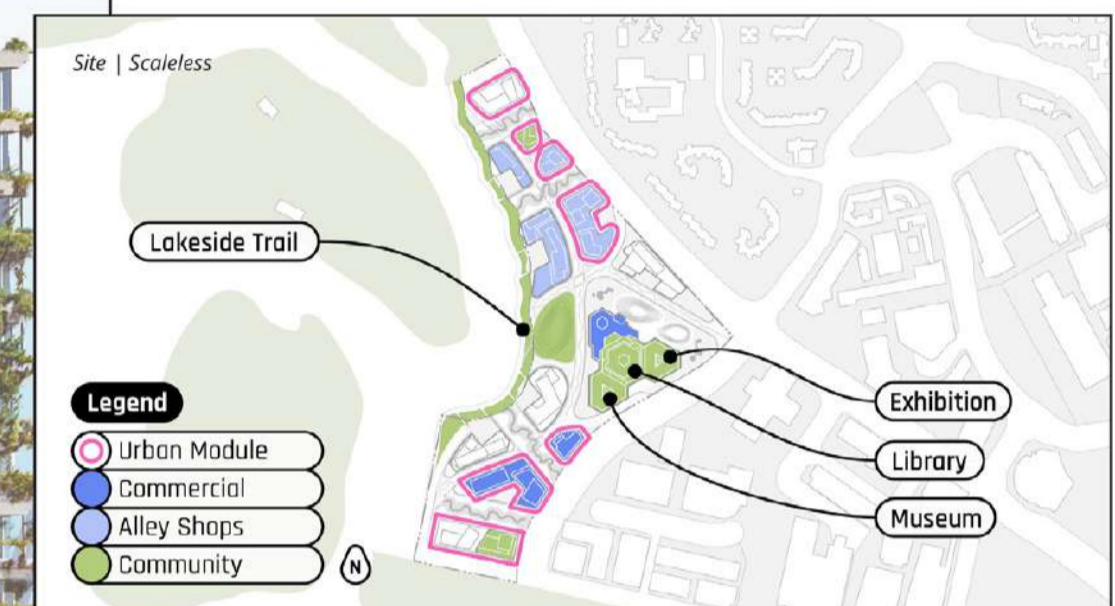 Site | Scaleless
Lakeside Trail
Exhibition
Library
Museum
Legend
Urban Module
Commercial
Alley Shops
Community
N